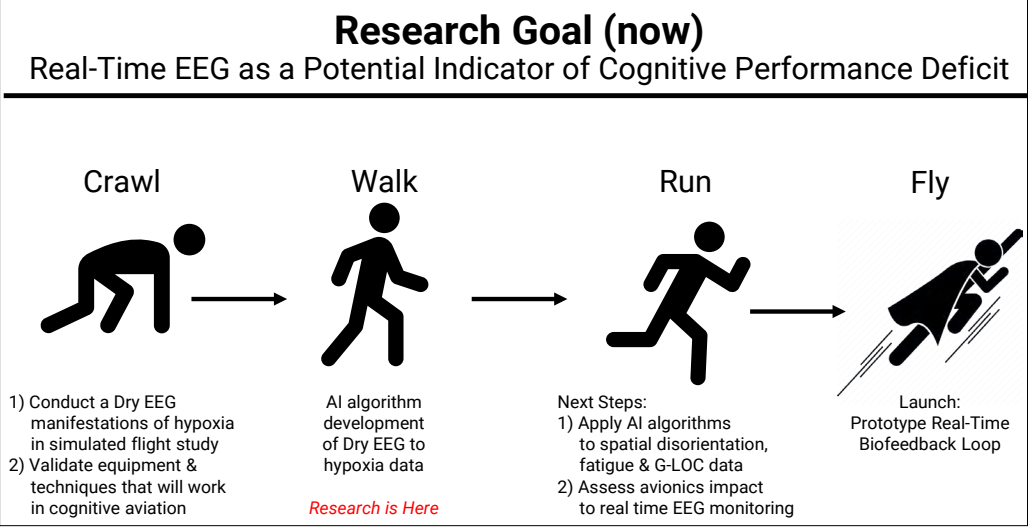 Research Goal (now)
Real-Time EEG as a Potential Indicator of Cognitive Performance Deficit
Crawl
Walk
Run
Fly
1) Conduct a Dry EEG
manifestations of hypoxia
in simulated flight study
2) Validate equipment &
techniques that will work
in cognitive aviation
AI algorithm
development
of Dry EEG to
hypoxia data
Research is Here
Next Steps:
1) Apply AI algorithms
to spatial disorientation,
fatigue & G-LOC data
2) Assess avionics impact
to real time EEG monitoring
Launch:
Prototype Real-Time
Biofeedback Loop